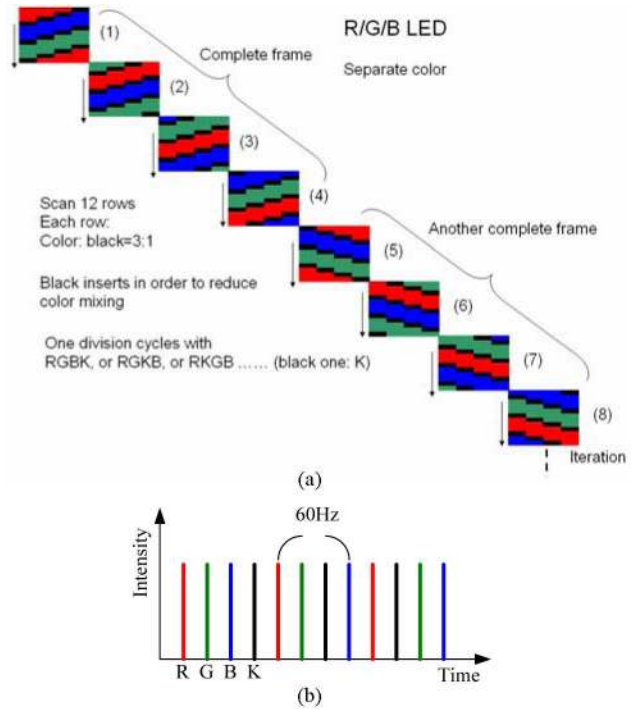 R/G/B LED
Separate color
(1)
Complete frame
(2)
(3)
(4)
Scan 12 rows
Each row:
Color: black=3:1
Black inserts in order to reduce
color mixing
One division cycles with
RGBK, or RGKB, or RKGB ...... (black one: K)
Another complete frame
(5)
(6)
(7)
(8)
Iteration
(a)
60Hz
Intensity
R G B K
Time
(b)